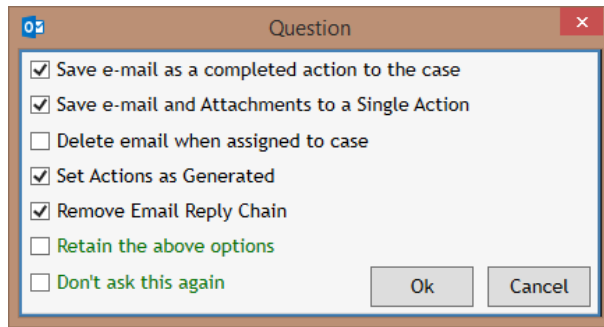 Question
Save e-mail as a completed action to the case
Save e-mail and Attachments to a Single Action
Delete email when assigned to case
Set Actions as Generated
Remove Email Reply Chain
Retain the above options
Don't ask this again
Ok Cancel